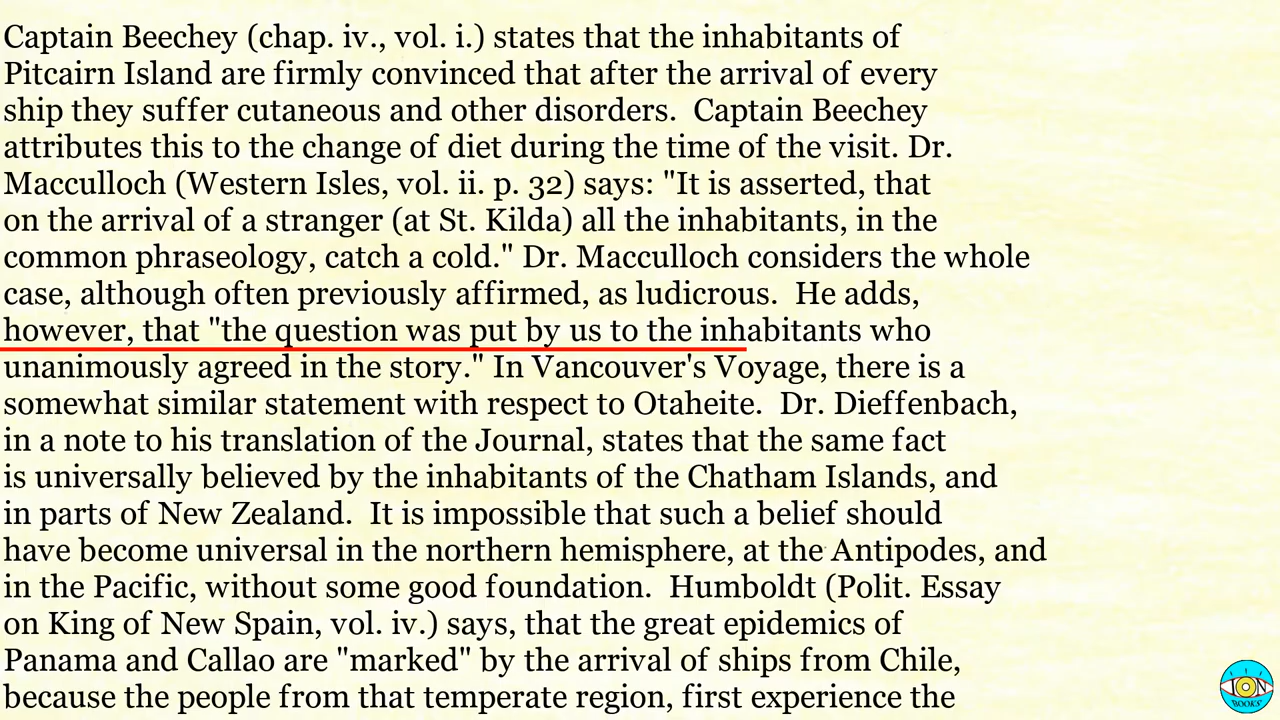 Captain Beechey (chap. iv., vol. i.) states that the inhabitants of
Pitcairn Island are firmly convinced that after the arrival of every
ship they suffer cutaneous and other disorders.  Captain Beechey
attributes this to the change of diet during the time of the visit. Dr.
Macculloch (Western Isles, vol. ii. p. 32) says: "It is asserted, that
on the arrival of a stranger (at St. Kilda) all the inhabitants, in the
common phraseology, catch a cold." Dr. Macculloch considers the whole
case, although often previously affirmed, as ludicrous.  He adds,
however, that "the question was put by us to the inhabitants who
unanimously agreed in the story." In Vancouver's Voyage, there is a
somewhat similar statement with respect to Otaheite.  Dr. Dieffenbach,
in a note to his translation of the Journal, states that the same fact
is universally believed by the inhabitants of the Chatham Islands, and
in parts of New Zealand.  It is impossible that such a belief should
have become universal in the northern hemisphere, at the Antipodes, and
in the Pacific, without some good foundation.  Humboldt (Polit. Essay
on King of New Spain, vol. iv.) says, that the great epidemics of
Panama and Callao are "marked" by the arrival of ships from Chile,
because the people from that temperate region, first experience the
ION
BOOKS